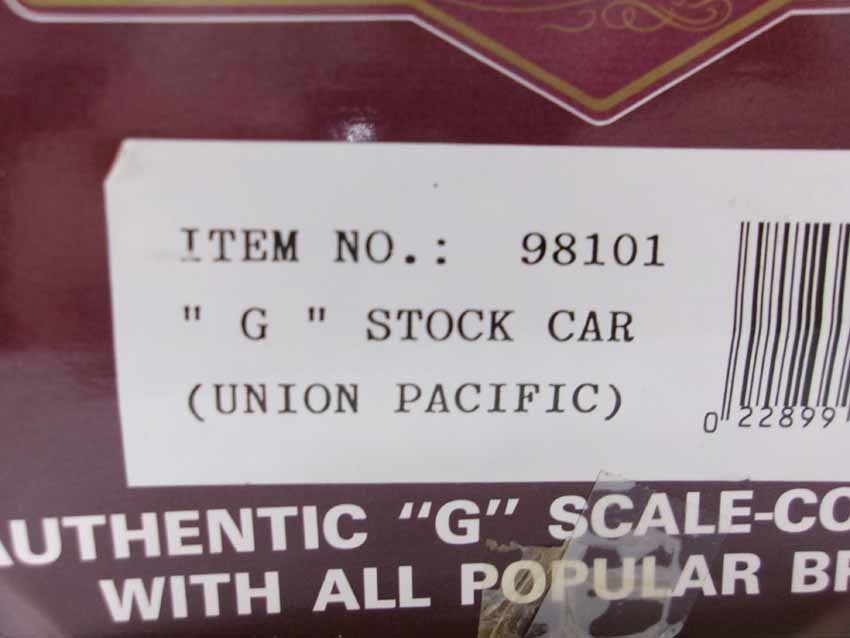 ITEM NO.: 98101
" G " STOCK CAR
(UNION PACIFIC)
0 22899
AUTHENTIC “G” SCALE-CO
WITH ALL POPULAR BR